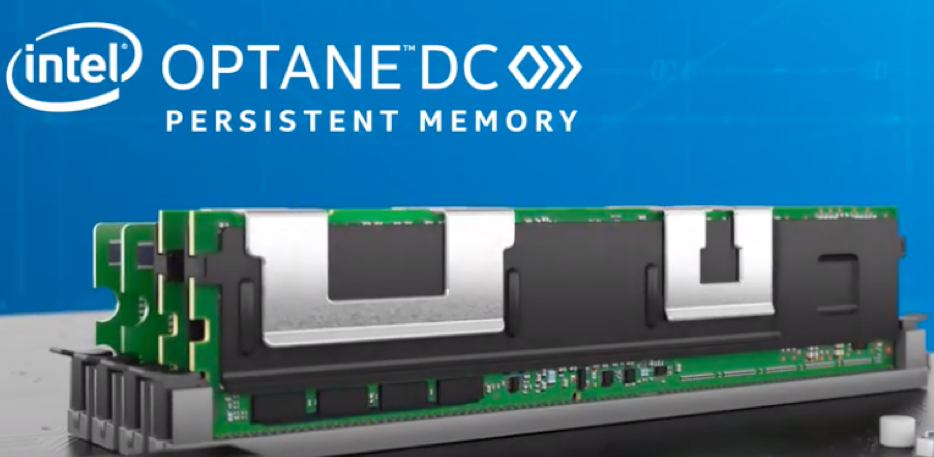 intel® OPTANE™ DC
PERSISTENT MEMORY